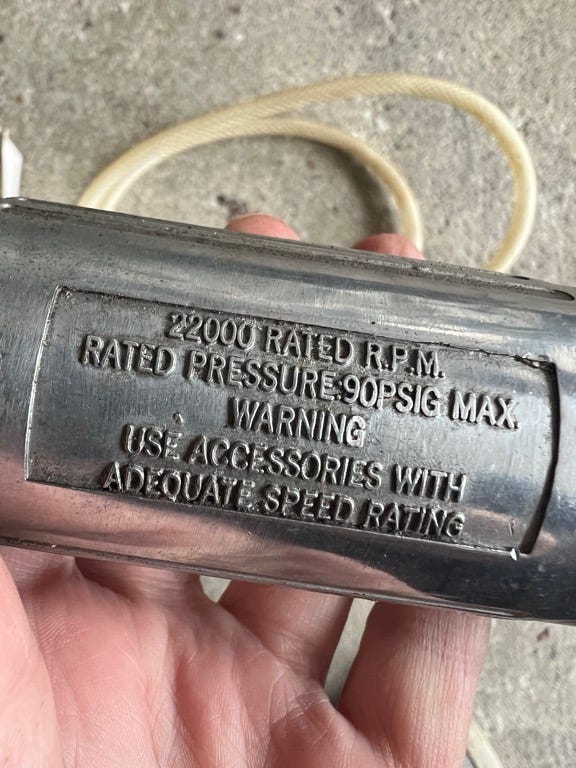 22000 RATED R.P.M.
RATED PRESSURE:90PSIG MAX
WARNING
USE ACCESSORIES WITH
ADEQUATE SPEED RATING